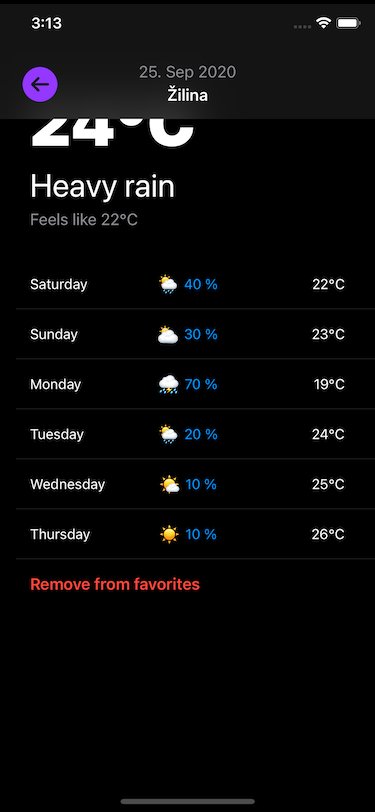 3:13
25. Sep 2020
Žilina
24°C
Heavy rain
Feels like 22°C
Saturday 40 % 22°C
Sunday 30 % 23°C
Monday 70 % 19°C
Tuesday 20 % 24°C
Wednesday 10 % 25°C
Thursday 10 % 26°C
Remove from favorites